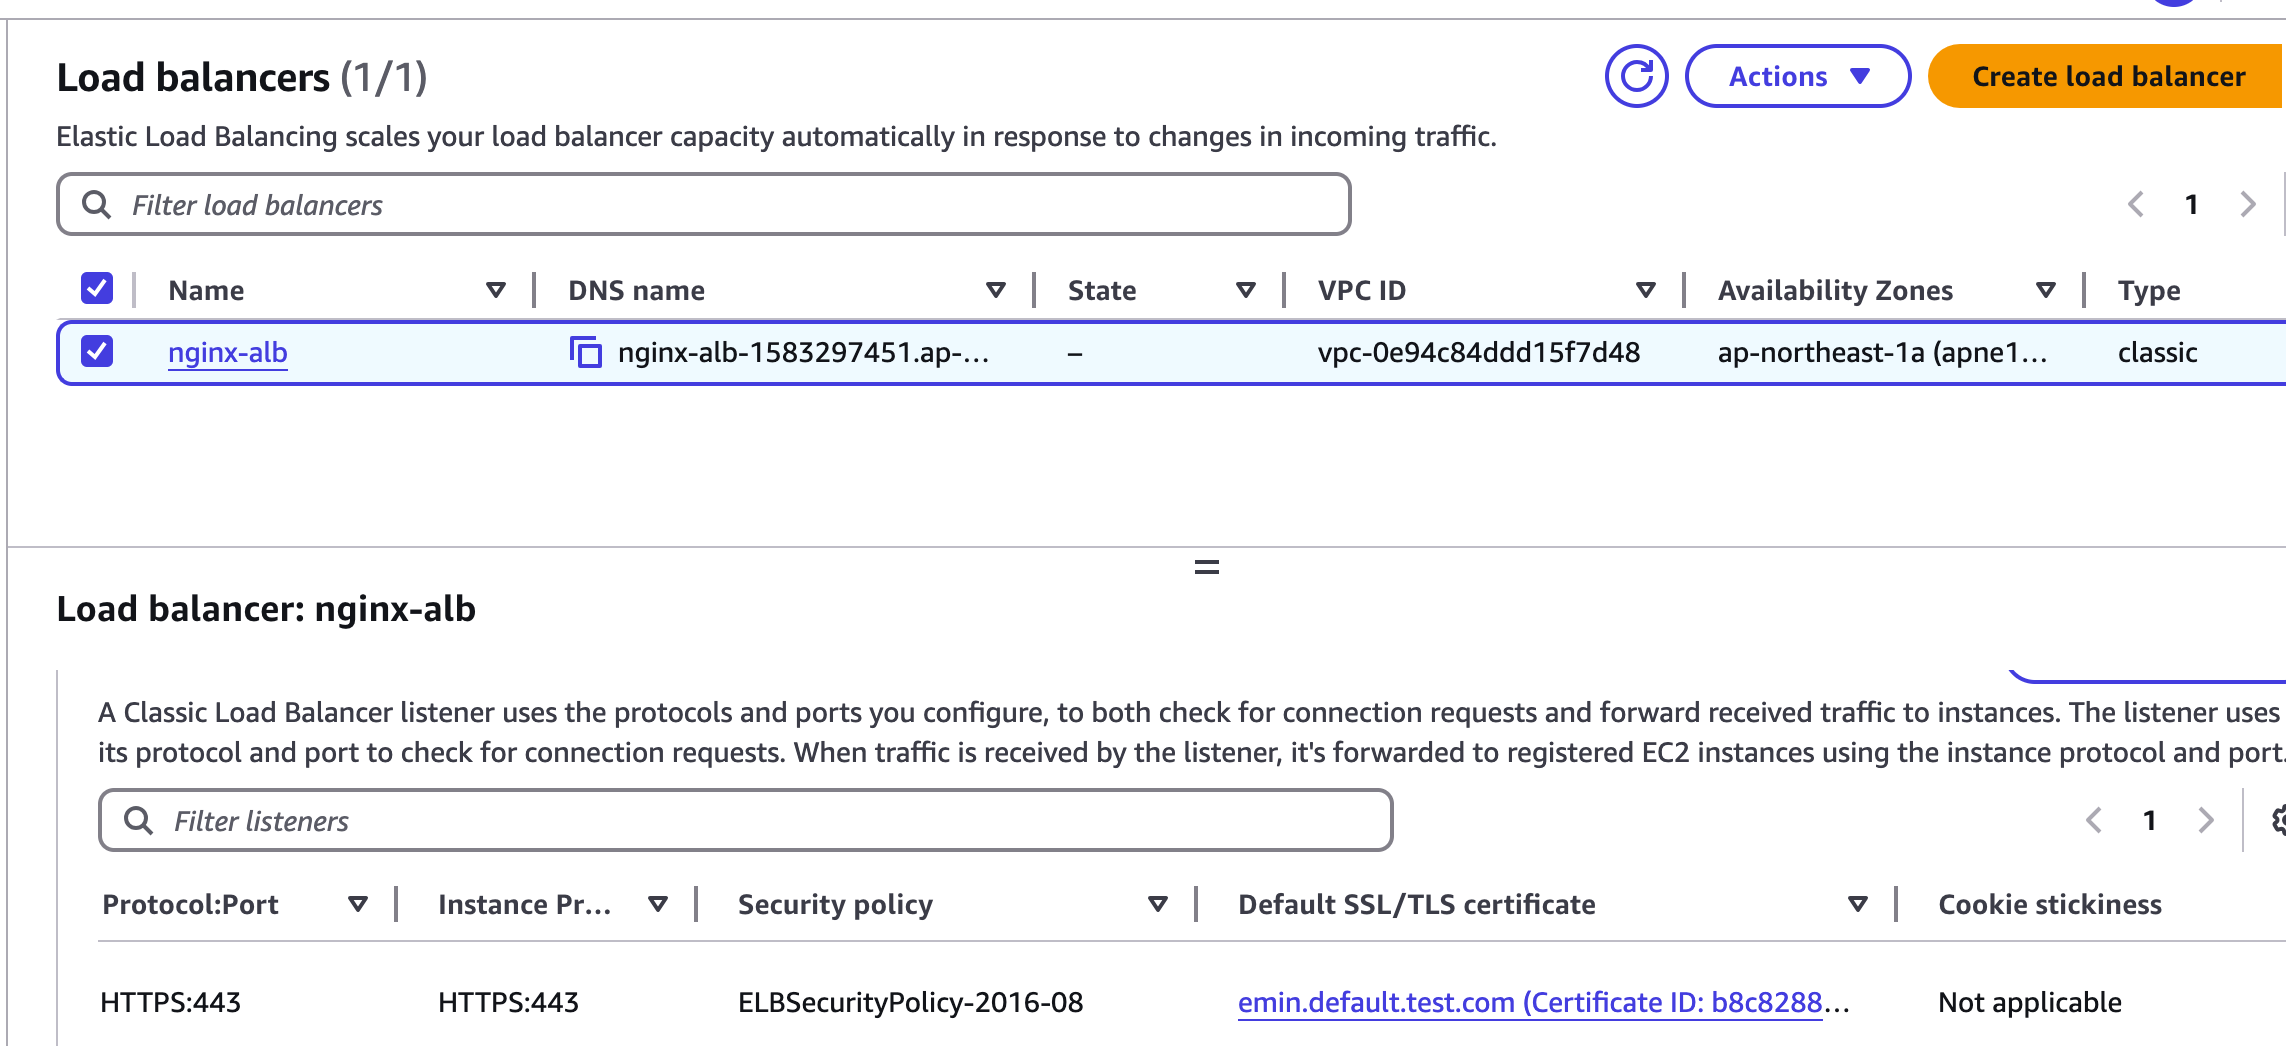 Load balancers (1/1)
Actions
Create load balancer
Elastic Load Balancing scales your load balancer capacity automatically in response to changes in incoming traffic.
Filter load balancers
1
Name DNS name State VPC ID Availability Zones Type
nginx-alb nginx-alb-1583297451.ap-... – vpc-0e94c84ddd15f7d48 ap-northeast-1a (apne1... classic
Load balancer: nginx-alb
A Classic Load Balancer listener uses the protocols and ports you configure, to both check for connection requests and forward received traffic to instances. The listener uses
its protocol and port to check for connection requests. When traffic is received by the listener, it's forwarded to registered EC2 instances using the instance protocol and port.
Filter listeners
1
Protocol:Port Instance Pr... Security policy Default SSL/TLS certificate Cookie stickiness
HTTPS:443 HTTPS:443 ELBSecurityPolicy-2016-08 emin.default.test.com (Certificate ID: b8c8288... Not applicable